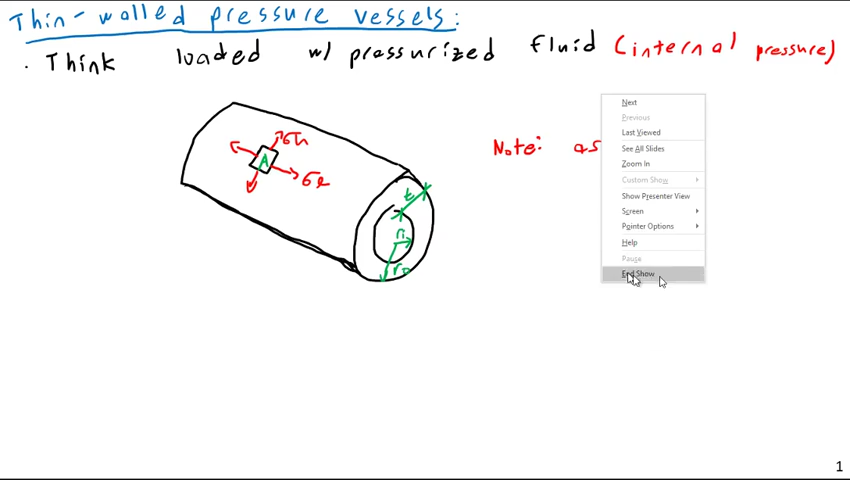 Thin-walled pressure vessels:
· Think loaded w/ pressurized fluid (internal pressure)
σh
A
σl
t
ri
ro
Note: as
Next
Previous
Last Viewed
See All Slides
Zoom In
Custom Show
Show Presenter View
Screen
Pointer Options
Help
Pause
End Show
1